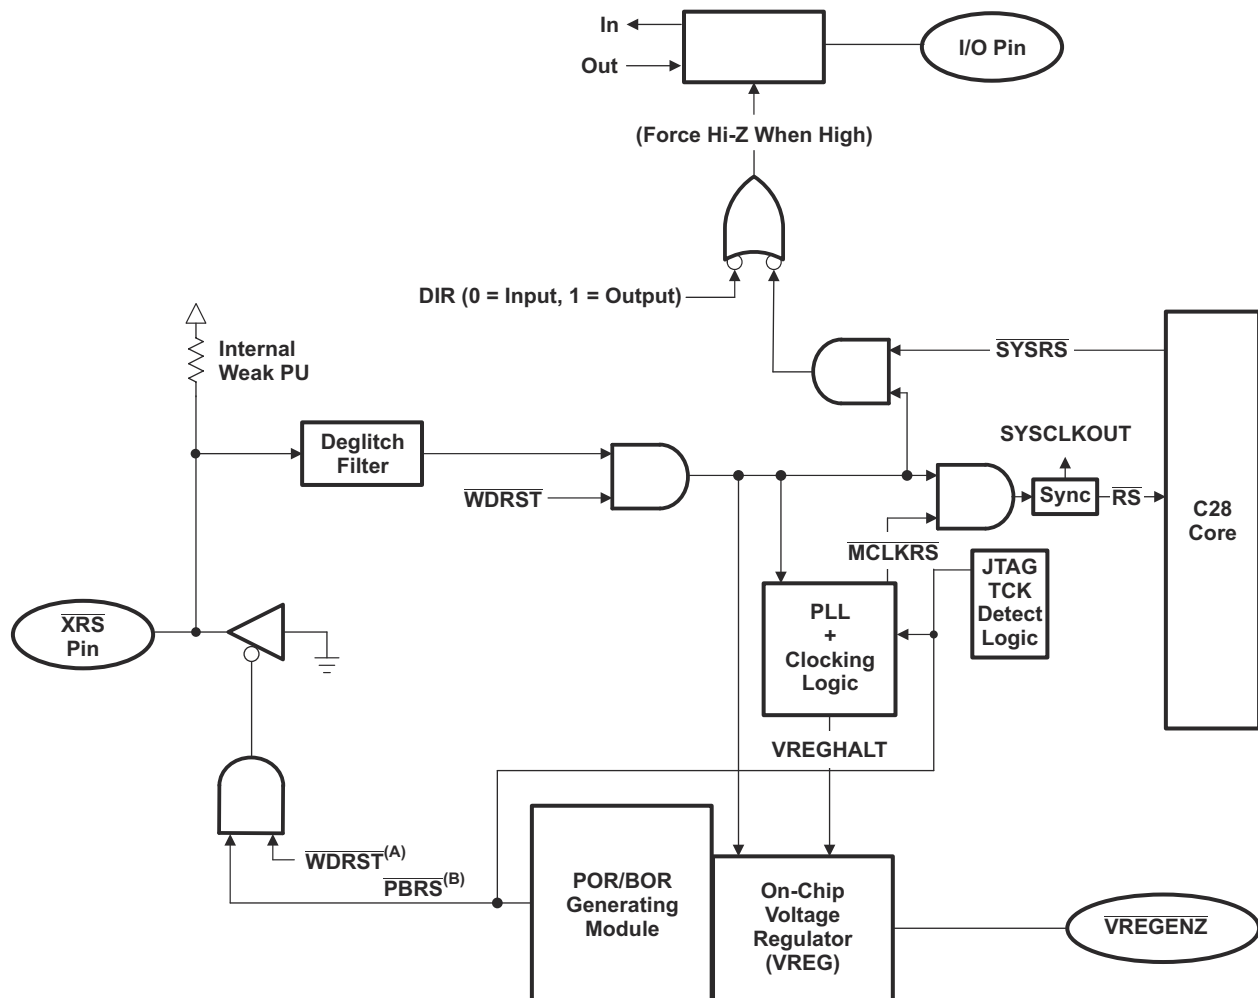 In
Out
I/O Pin
(Force Hi-Z When High)
DIR (0 = Input, 1 = Output)
Internal
Weak PU
SYSRS
Deglitch
Filter
SYSCLKOUT
WDRST
Sync
RS
C28
Core
MCLKRS
JTAG
TCK
Detect
Logic
XRS
Pin
PLL
+
Clocking
Logic
VREGHALT
WDRST(A)
PBRS(B)
POR/BOR
Generating
Module
On-Chip
Voltage
Regulator
(VREG)
VREGENZ